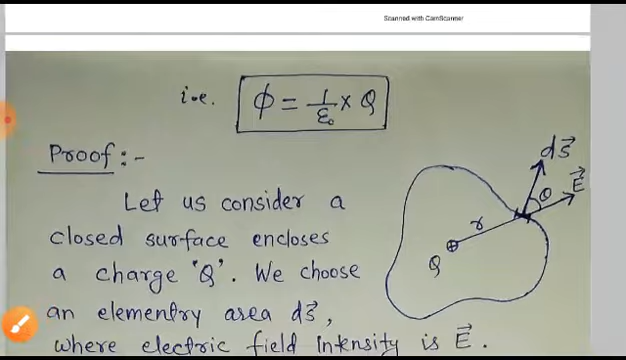 Scanned with CamScanner
i.e. ϕ = 1/ε₀ × Q
Proof :-
Let us consider a
closed surface encloses
a charge 'Q'. We choose
an elementry area dS⃗,
where electric field intensity is E⃗.
dS⃗
θ
E⃗
r
Q